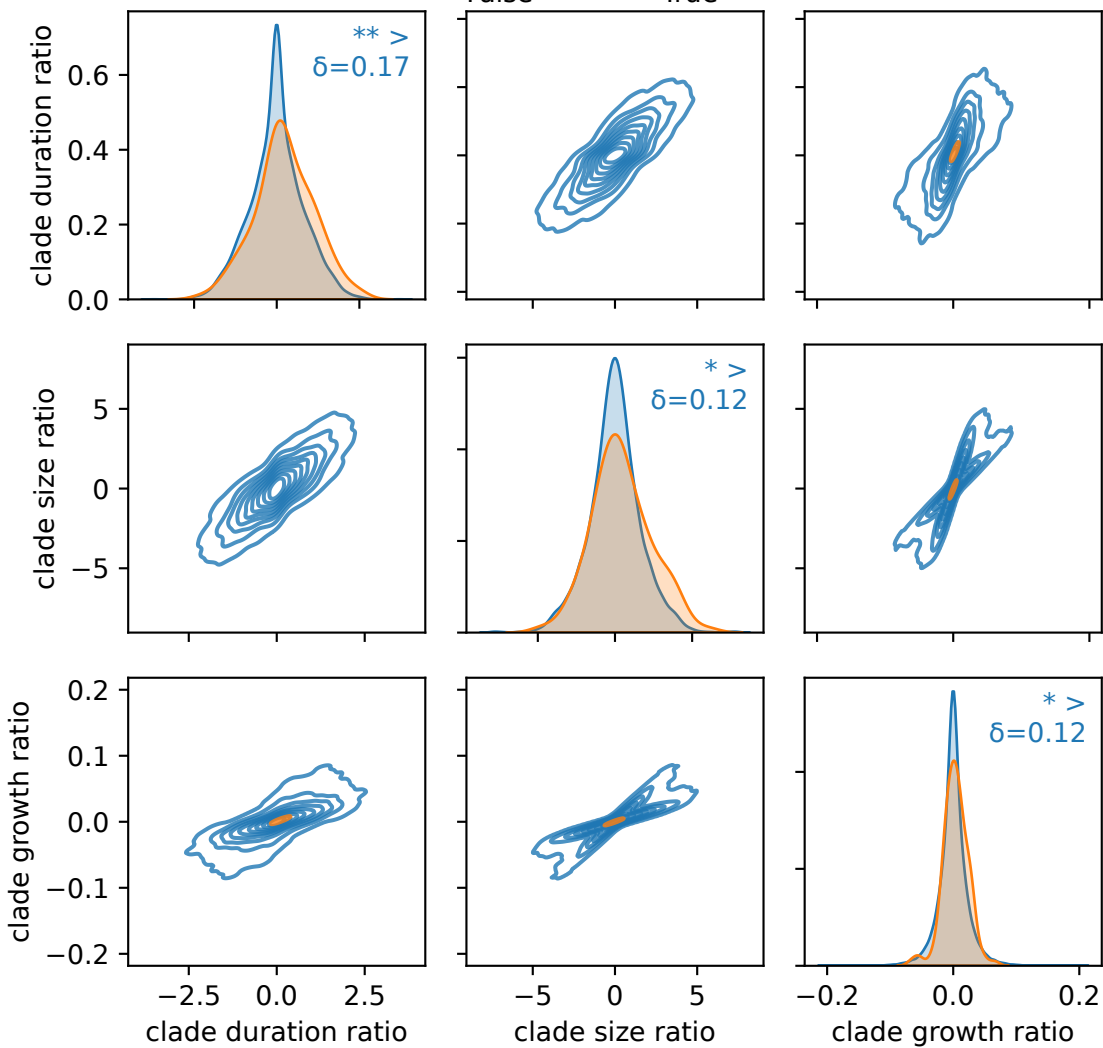 False True
clade duration ratio
0.6
0.4
0.2
0.0
** >
δ=0.17
clade size ratio
5
0
−5
* >
δ=0.12
clade growth ratio
0.2
0.1
0.0
−0.1
−0.2
* >
δ=0.12
−2.5 0.0 2.5
−5 0 5
−0.2 0.0 0.2
clade duration ratio
clade size ratio
clade growth ratio